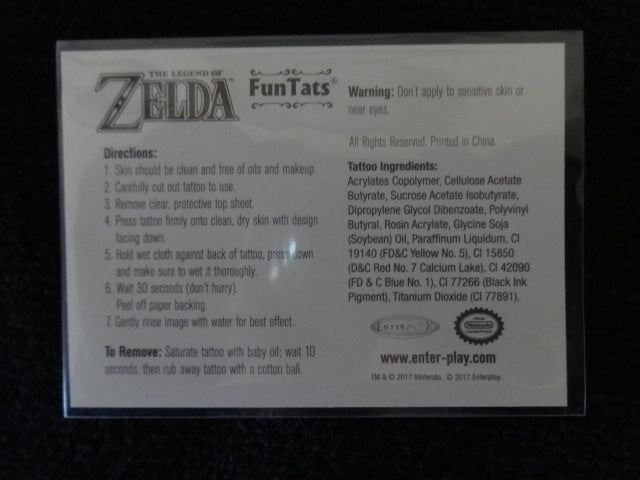 THE LEGEND OF
ZELDA™
FunTats®
Directions:
1. Skin should be clean and free of oils and makeup.
2. Carefully cut out tattoo to use.
3. Remove clear, protective top sheet.
4. Press tattoo firmly onto clean, dry skin with design
facing down.
5. Hold wet cloth against back of tattoo, press down
and make sure to wet it thoroughly.
6. Wait 30 seconds (don't hurry).
Peel off paper backing.
7. Gently rinse image with water for best effect.
To Remove: Saturate tattoo with baby oil; wait 10
seconds, then rub away tattoo with a cotton ball.
Warning: Don't apply to sensitive skin or
near eyes.
All Rights Reserved. Printed in China.
Tattoo Ingredients:
Acrylates Copolymer, Cellulose Acetate
Butyrate, Sucrose Acetate Isobutyrate,
Dipropylene Glycol Dibenzoate, Polyvinyl
Butyral, Rosin Acrylate, Glycine Soja
(Soybean) Oil, Paraffinum Liquidum, CI
19140 (FD&C Yellow No. 5), CI 15850
(D&C Red No. 7 Calcium Lake), CI 42090
(FD & C Blue No. 1), CI 77266 (Black Ink
Pigment), Titanium Dioxide (CI 77891).
ENTERPLAY
Nintendo
www.enter-play.com
TM & © 2017 Nintendo. © 2017 Enterplay.